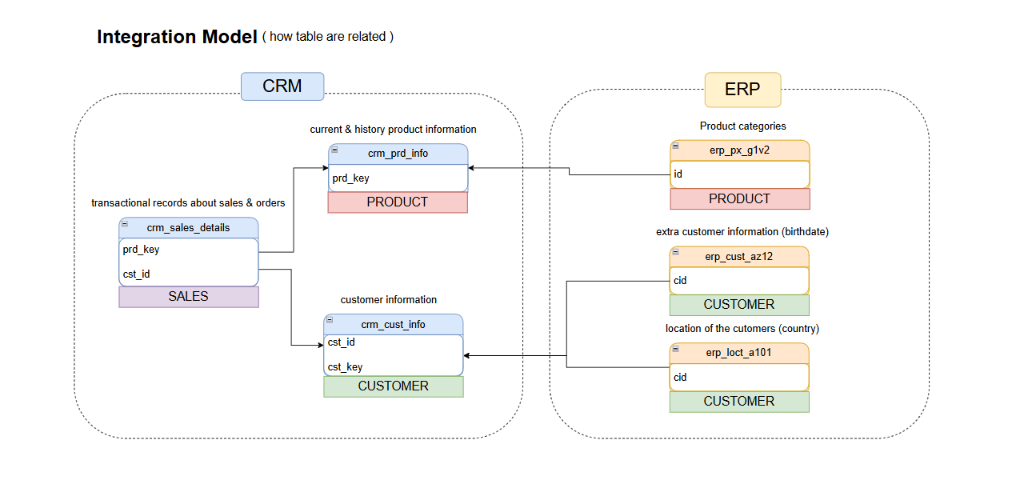 Integration Model ( how table are related )
CRM
ERP
current & history product information
crm_prd_info
prd_key
PRODUCT
transactional records about sales & orders
crm_sales_details
prd_key
cst_id
SALES
customer information
crm_cust_info
cst_id
cst_key
CUSTOMER
Product categories
erp_px_g1v2
id
PRODUCT
extra customer information (birthdate)
erp_cust_az12
cid
CUSTOMER
location of the cutomers (country)
erp_loct_a101
cid
CUSTOMER